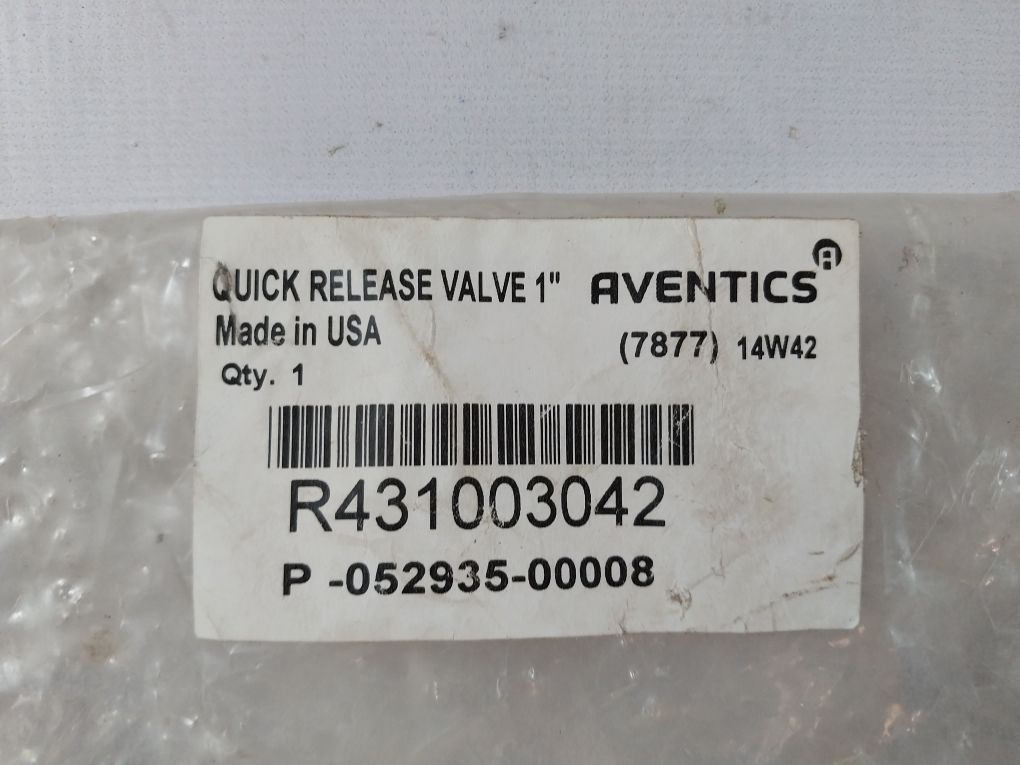 QUICK RELEASE VALVE 1" AVENTICS
Made in USA (7877) 14W42
Qty. 1
R431003042
P -052935-00008